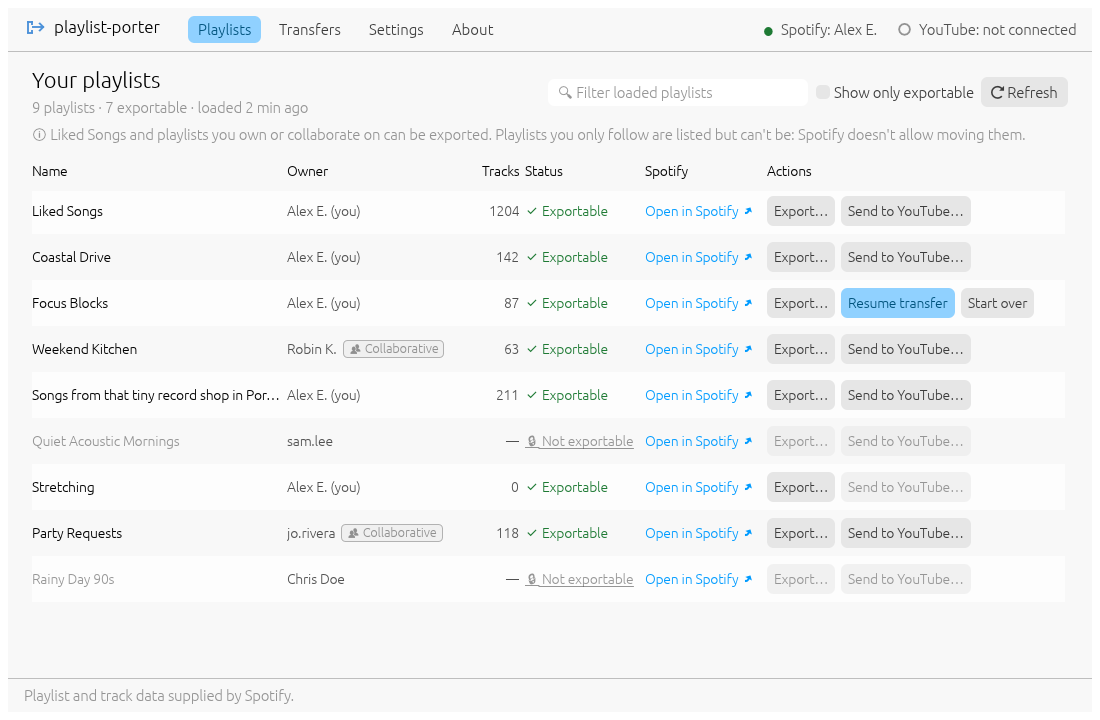 playlist-porter Playlists Transfers Settings About Spotify: Alex E. YouTube: not connected
Your playlists
9 playlists · 7 exportable · loaded 2 min ago
Filter loaded playlists Show only exportable Refresh
Liked Songs and playlists you own or collaborate on can be exported. Playlists you only follow are listed but can't be: Spotify doesn't allow moving them.
Name Owner Tracks Status Spotify Actions
Liked Songs Alex E. (you) 1204 ✓ Exportable Open in Spotify Export… Send to YouTube…
Coastal Drive Alex E. (you) 142 ✓ Exportable Open in Spotify Export… Send to YouTube…
Focus Blocks Alex E. (you) 87 ✓ Exportable Open in Spotify Export… Resume transfer Start over
Weekend Kitchen Robin K. Collaborative 63 ✓ Exportable Open in Spotify Export… Send to YouTube…
Songs from that tiny record shop in Por… Alex E. (you) 211 ✓ Exportable Open in Spotify Export… Send to YouTube…
Quiet Acoustic Mornings sam.lee — Not exportable Open in Spotify Export… Send to YouTube…
Stretching Alex E. (you) 0 ✓ Exportable Open in Spotify Export… Send to YouTube…
Party Requests jo.rivera Collaborative 118 ✓ Exportable Open in Spotify Export… Send to YouTube…
Rainy Day 90s Chris Doe — Not exportable Open in Spotify Export… Send to YouTube…
Playlist and track data supplied by Spotify.